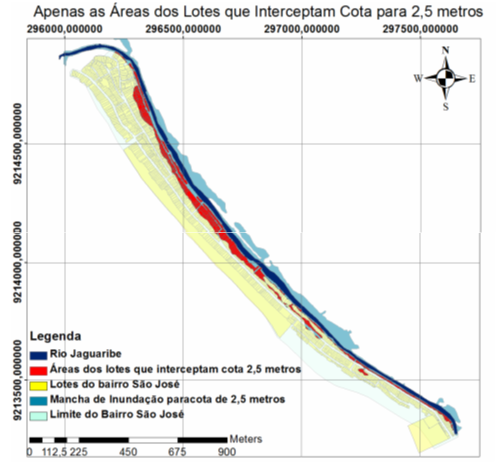 Apenas as Áreas dos Lotes que Interceptam Cota para 2,5 metros
296000,000000 296500,000000 297000,000000 297500,000000
N
W E
S
9214500,000000
9214000,000000
9213500,000000
Legenda
Rio Jaguaribe
Áreas dos lotes que interceptam cota 2,5 metros
Lotes do bairro São José
Mancha de Inundação paracota de 2,5 metros
Limite do Bairro São José
Meters
0 112,5 225 450 675 900